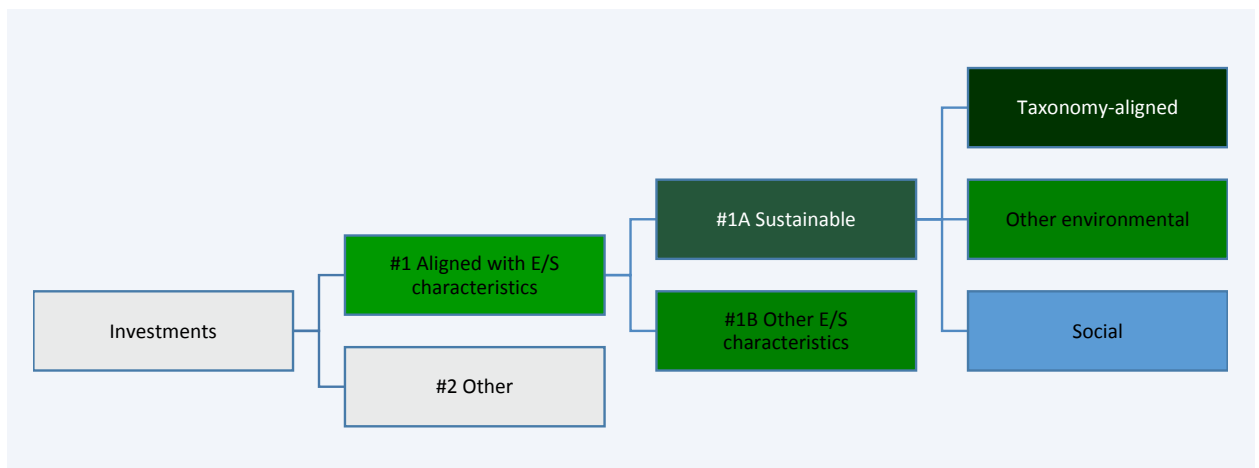 Investments
#1 Aligned with E/S
characteristics
#2 Other
#1A Sustainable
#1B Other E/S
characteristics
Taxonomy-aligned
Other environmental
Social